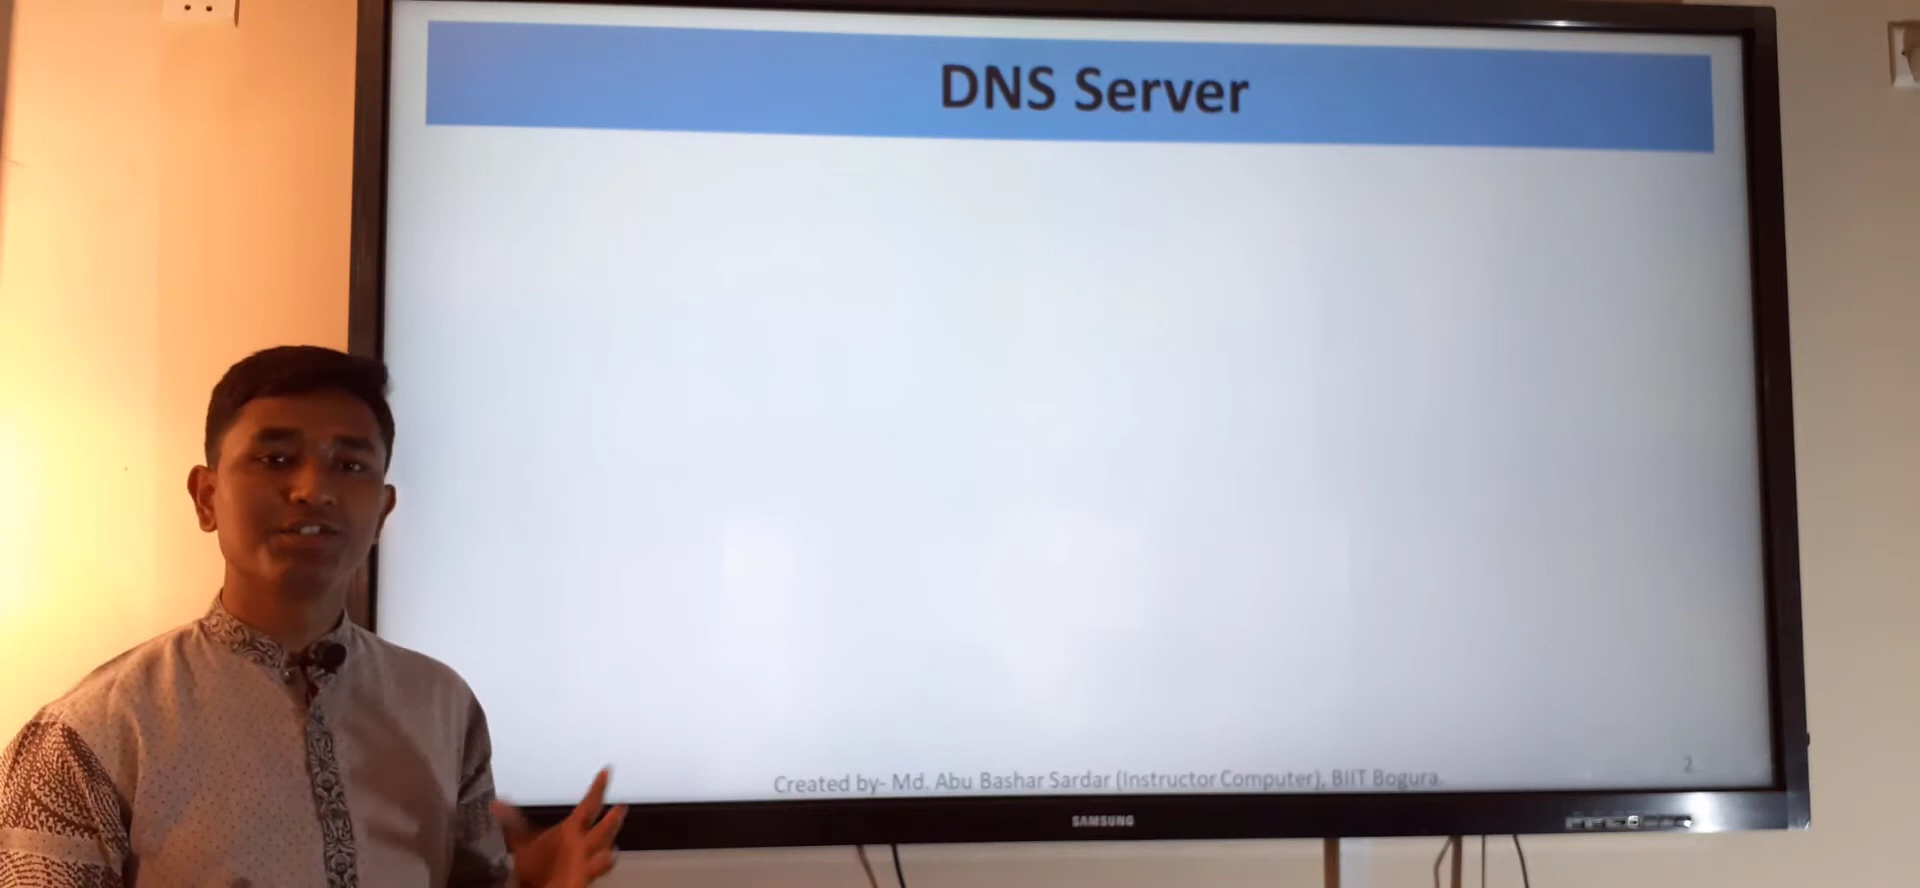 DNS Server
Created by- Md. Abu Bashar Sardar (Instructor Computer), BIIT Bogura.
2
SAMSUNG